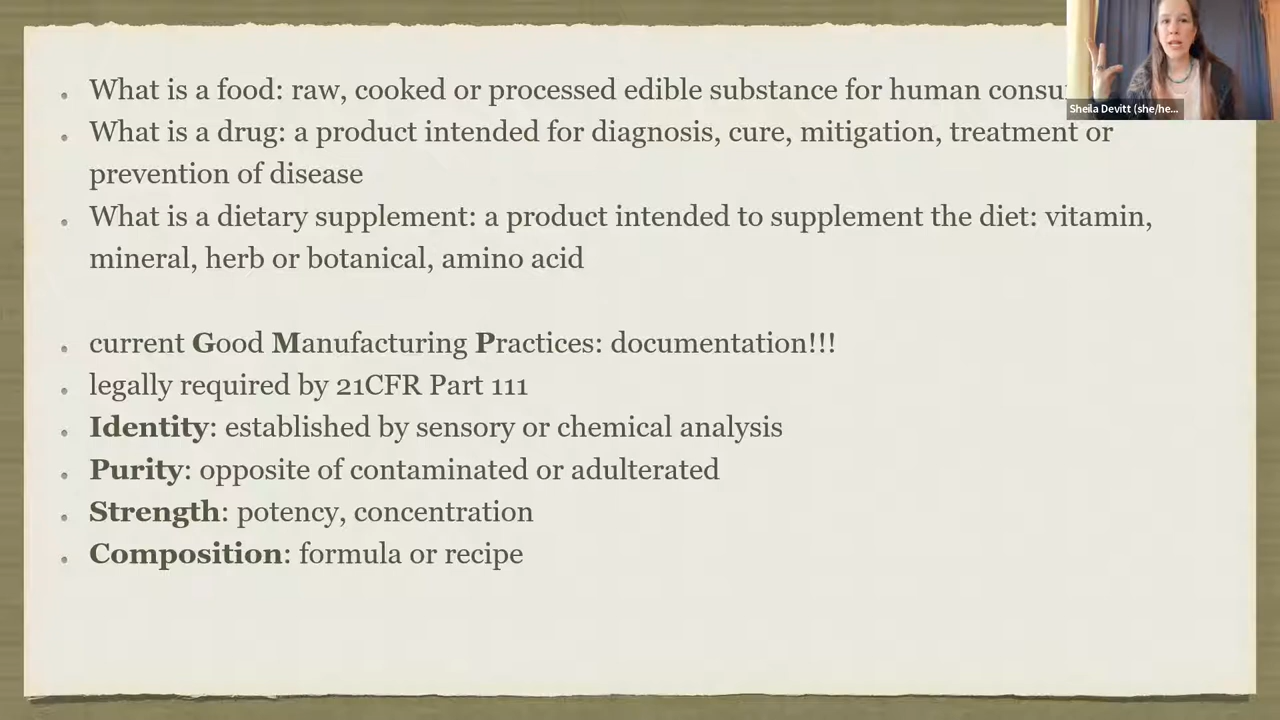 What is a food: raw, cooked or processed edible substance for human
What is a drug: a product intended for diagnosis, cure, mitigation, treatment or
prevention of disease
What is a dietary supplement: a product intended to supplement the diet: vitamin,
mineral, herb or botanical, amino acid
current Good Manufacturing Practices: documentation!!!
legally required by 21CFR Part 111
Identity: established by sensory or chemical analysis
Purity: opposite of contaminated or adulterated
Strength: potency, concentration
Composition: formula or recipe
Sheila Devitt (she/he...